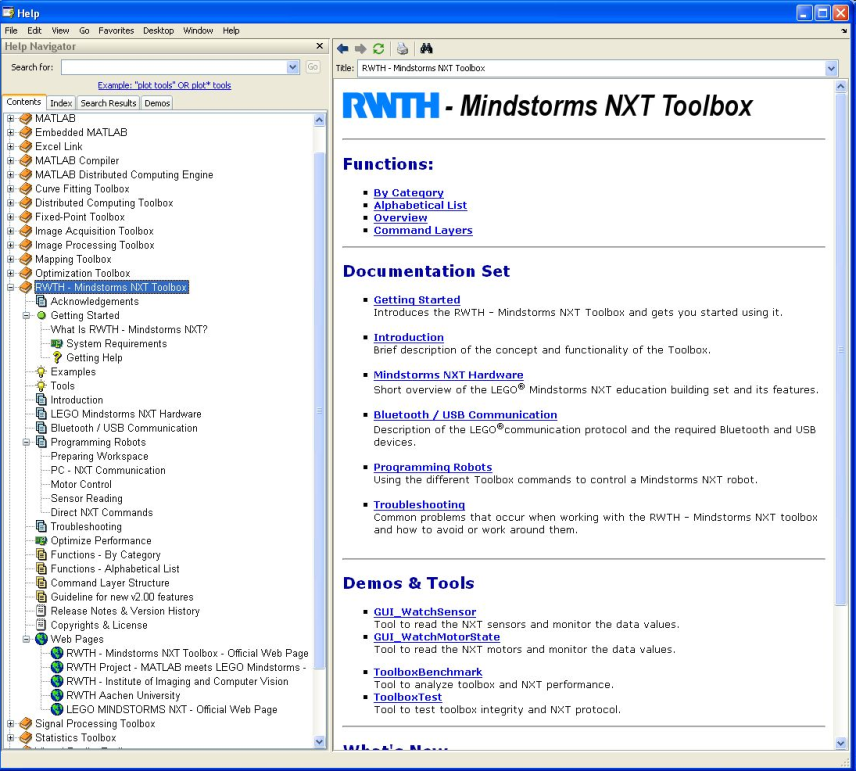 Help
File Edit View Go Favorites Desktop Window Help
Help Navigator
Search for:
Go
Example: "plot tools" OR plot* tools
Contents Index Search Results Demos
MATLAB
Embedded MATLAB
Excel Link
MATLAB Compiler
MATLAB Distributed Computing Engine
Curve Fitting Toolbox
Distributed Computing Toolbox
Fixed-Point Toolbox
Image Acquisition Toolbox
Image Processing Toolbox
Mapping Toolbox
Optimization Toolbox
RWTH - Mindstorms NXT Toolbox
Acknowledgements
Getting Started
What Is RWTH - Mindstorms NXT?
System Requirements
Getting Help
Examples
Tools
Introduction
LEGO Mindstorms NXT Hardware
Bluetooth / USB Communication
Programming Robots
Preparing Workspace
PC - NXT Communication
Motor Control
Sensor Reading
Direct NXT Commands
Troubleshooting
Optimize Performance
Functions - By Category
Functions - Alphabetical List
Command Layer Structure
Guideline for new v2.00 features
Release Notes & Version History
Copyrights & License
Web Pages
RWTH - Mindstorms NXT Toolbox - Official Web Page
RWTH Project - MATLAB meets LEGO Mindstorms -
RWTH - Institute of Imaging and Computer Vision
RWTH Aachen University
LEGO MINDSTORMS NXT - Official Web Page
Signal Processing Toolbox
Statistics Toolbox
Title: RWTH - Mindstorms NXT Toolbox
RWTH - Mindstorms NXT Toolbox
Functions:
By Category
Alphabetical List
Overview
Command Layers
Documentation Set
Getting Started
Introduces the RWTH - Mindstorms NXT Toolbox and gets you started using it.
Introduction
Brief description of the concept and functionality of the Toolbox.
Mindstorms NXT Hardware
Short overview of the LEGO® Mindstorms NXT education building set and its features.
Bluetooth / USB Communication
Description of the LEGO®communication protocol and the required Bluetooth and USB
devices.
Programming Robots
Using the different Toolbox commands to control a Mindstorms NXT robot.
Troubleshooting
Common problems that occur when working with the RWTH - Mindstorms NXT toolbox
and how to avoid or work around them.
Demos & Tools
GUI_WatchSensor
Tool to read the NXT sensors and monitor the data values.
GUI_WatchMotorState
Tool to read the NXT motors and monitor the data values.
ToolboxBenchmark
Tool to analyze toolbox and NXT performance.
ToolboxTest
Tool to test toolbox integrity and NXT protocol.
What's New